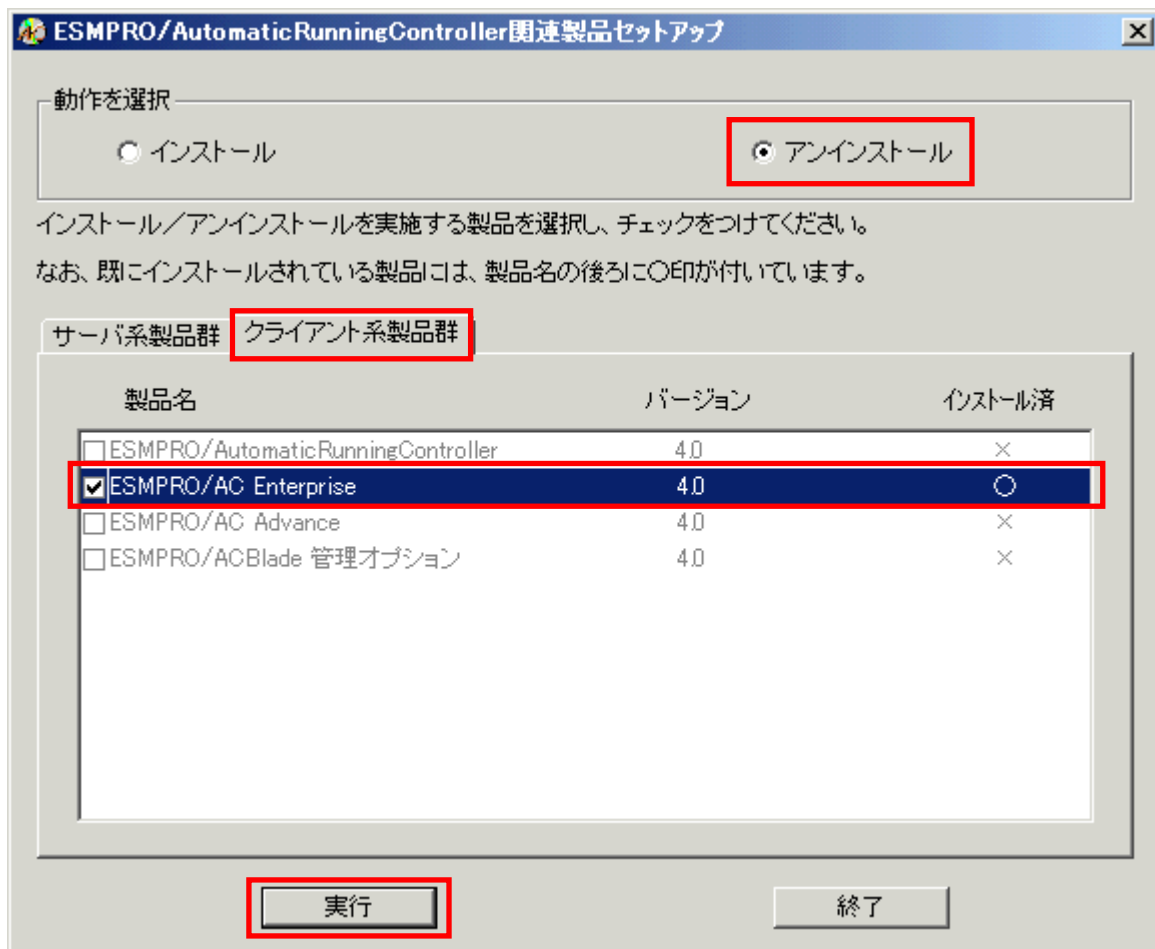 ESMPRO/AutomaticRunningController関連製品セットアップ
動作を選択
インストール アンインストール
インストール／アンインストールを実施する製品を選択し、チェックをつけてください。
なお、既にインストールされている製品には、製品名の後ろに○印が付いています。
サーバ系製品群 クライアント系製品群
製品名 バージョン インストール済
ESMPRO/AutomaticRunningController 4.0 ×
ESMPRO/AC Enterprise 4.0 ○
ESMPRO/AC Advance 4.0 ×
ESMPRO/ACBlade 管理オプション 4.0 ×
実行 終了